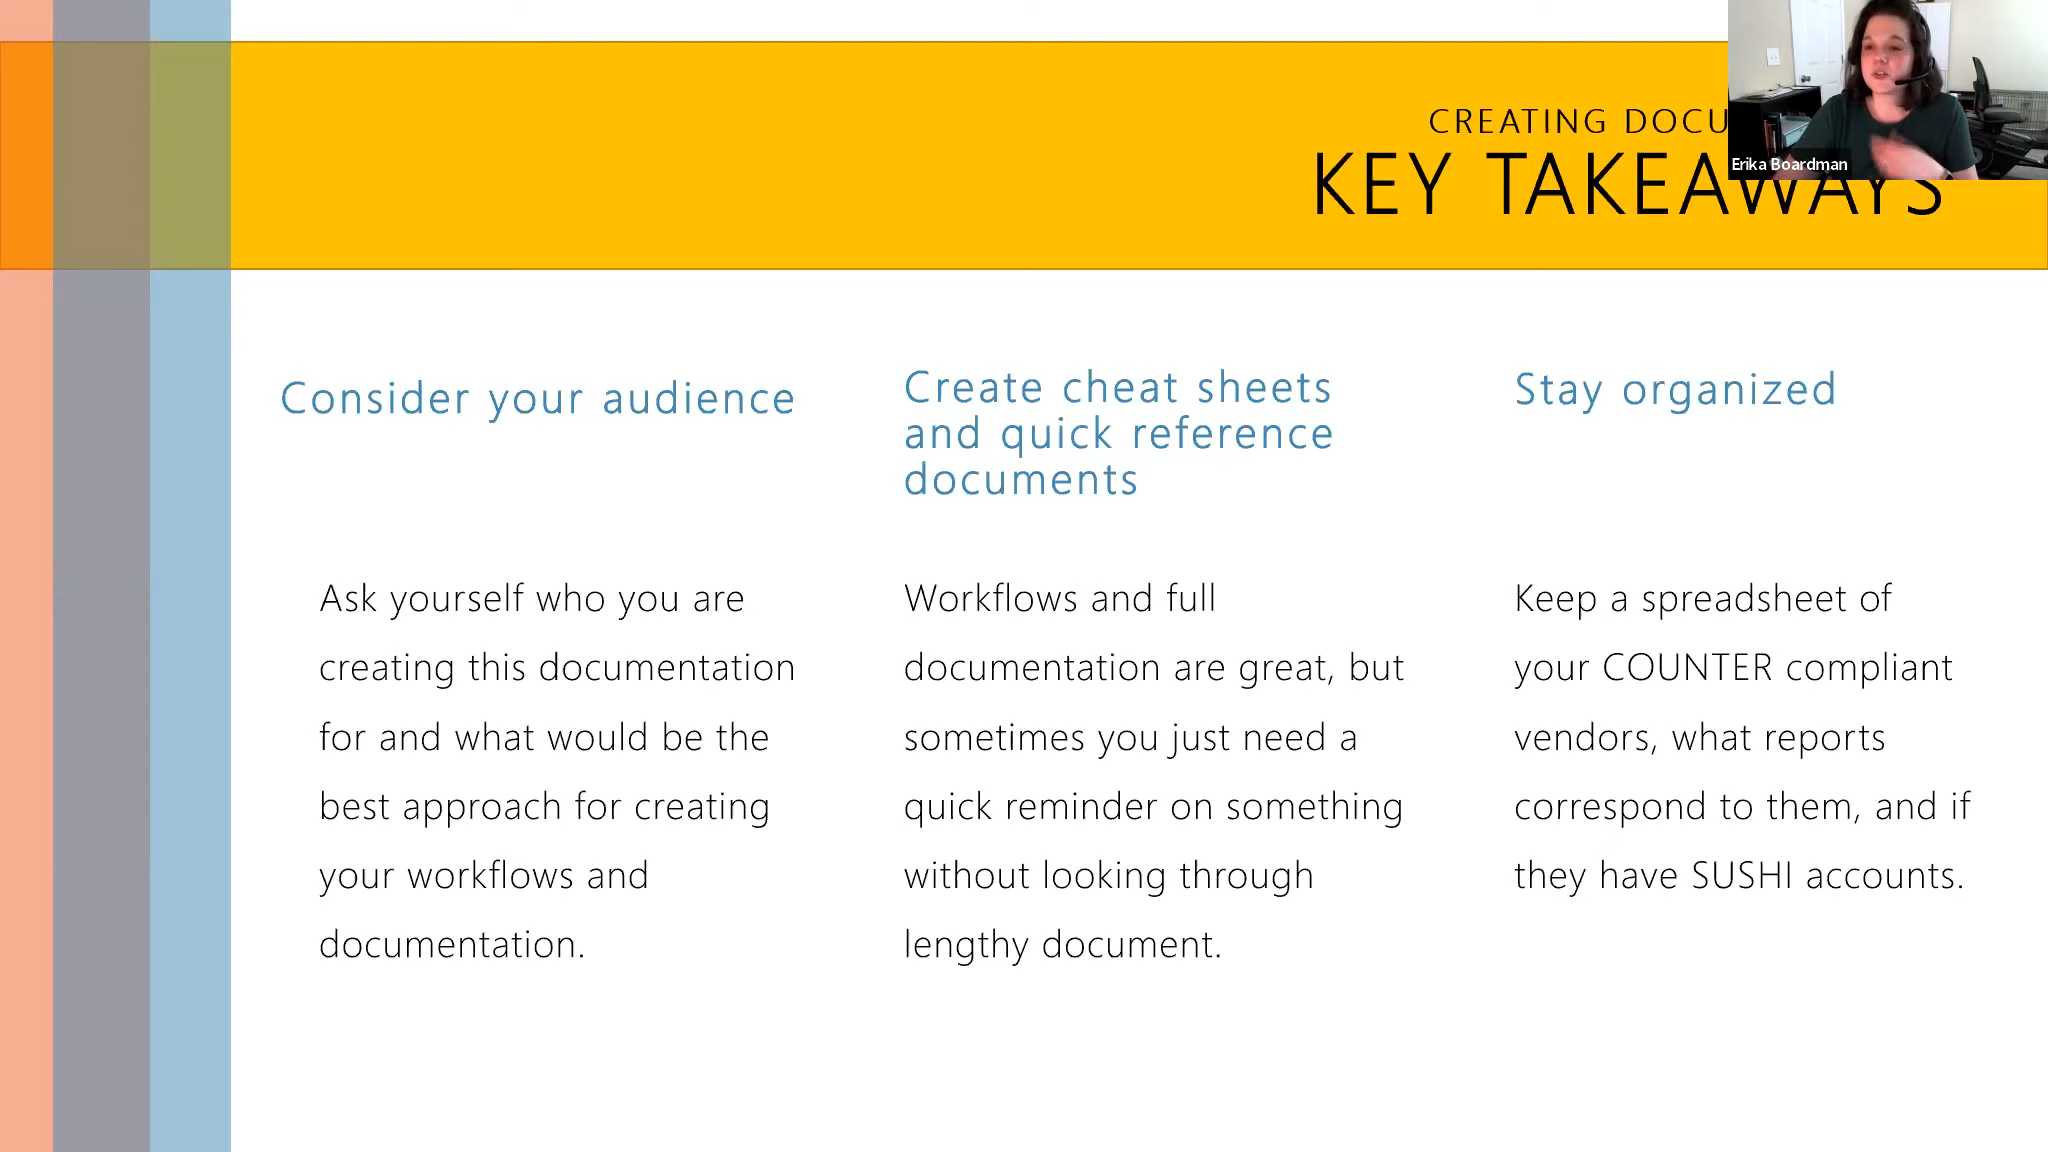 CREATING DOCU
KEY TAKEAWAYS
Erika Boardman
Consider your audience
Ask yourself who you are
creating this documentation
for and what would be the
best approach for creating
your workflows and
documentation.
Create cheat sheets
and quick reference
documents
Workflows and full
documentation are great, but
sometimes you just need a
quick reminder on something
without looking through
lengthy document.
Stay organized
Keep a spreadsheet of
your COUNTER compliant
vendors, what reports
correspond to them, and if
they have SUSHI accounts.